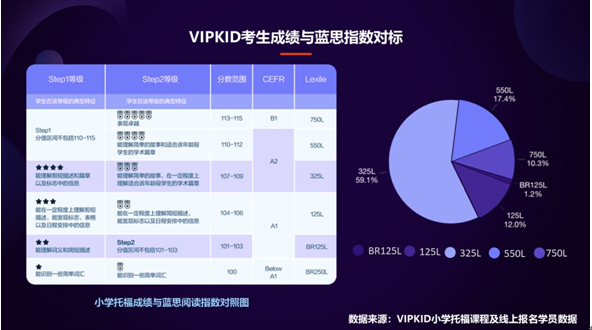 VIPKID考生成绩与蓝思指数对标
Step1等级 Step2等级 分数范围 CEFR Lexile
学生在该等级的典型特征 学生在该等级的典型特征
Step1
分值区间不包括110-115
表现卓越
113-115 B1 750L
能理解简单的故事和适合该年龄段
学生的学术篇章
110-112 A2 550L
能理解简短描述和篇章
以及标志中的信息
能理解简单的故事、在一定程度上
理解适合该年龄段学生的学术篇章
107-109 325L
能在一定程度上理解简短
描述，能发现标志、表格
以及日程安排中的信息
能在一定程度上理解简短描述，
能发现标志以及日程安排中的信息
104-106 A1 125L
能理解词义和简短描述
Step2
分值区间不包括101-103
101-103 BR125L
能识别一些简单词汇
能识别一些简单词汇
100 Below
A1 BR250L
小学托福成绩与蓝思阅读指数对照图
550L
17.4%
750L
10.3%
BR125L
1.2%
125L
12.0%
325L
59.1%
BR125L 125L 325L 550L 750L
数据来源：VIPKID小学托福课程及线上报名学员数据